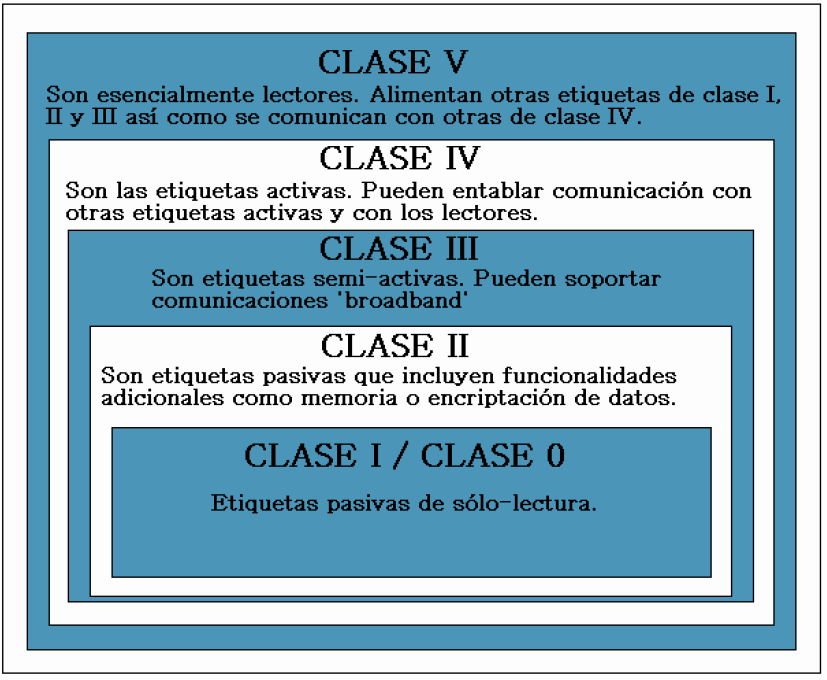 CLASE V
Son esencialmente lectores. Alimentan otras etiquetas de clase I,
II y III así como se comunican con otras de clase IV.
CLASE IV
Son las etiquetas activas. Pueden entablar comunicación con
otras etiquetas activas y con los lectores.
CLASE III
Son etiquetas semi-activas. Pueden soportar
comunicaciones 'broadband'
CLASE II
Son etiquetas pasivas que incluyen funcionalidades
adicionales como memoria o encriptación de datos.
CLASE I / CLASE 0
Etiquetas pasivas de sólo-lectura.